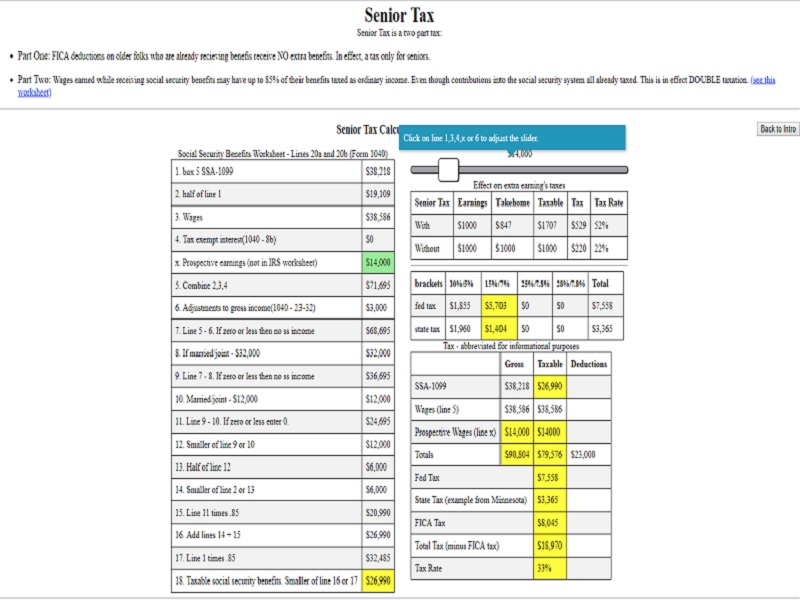 Senior Tax
Senior Tax is a two part tax:
• Part One: FICA deductions on older folks who are already recieving benefis receive NO extra benefits. In effect, a tax only for seniors.
• Part Two: Wages earned while receiving social security benefits may have up to 85% of their benefits taxed as ordinary income. Even though contributions into the social security system all already taxed. This is in effect DOUBLE taxation. (see this
worksheet)
Back to Intro
Senior Tax Calcu
Click on line 1,3,4,x or 6 to adjust the slider.
Social Security Benefits Worksheet - Lines 20a and 20b (Form 1040)
1. box 5 SSA-1099 $38,218
2. half of line 1 $19,109
3. Wages $38,586
4. Tax exempt interest(1040 - 8b) $0
x. Prospective earnings (not in IRS worksheet) $14,000
5. Combine 2,3,4 $71,695
6. Adjustments to gross income(1040 - 23-32) $3,000
7. Line 5 - 6. If zero or less then no ss income $68,695
8. If married/joint - $32,000 $32,000
9. Line 7 - 8. If zero or less then no ss income $36,695
10. Married/joint - $12,000 $12,000
11. Line 9 - 10. If zero or less enter 0. $24,695
12. Smaller of line 9 or 10 $12,000
13. Half of line 12 $6,000
14. Smaller of line 2 or 13 $6,000
15. Line 11 times .85 $20,990
16. Add lines 14 + 15 $26,990
17. Line 1 times .85 $32,485
18. Taxable social security benefits. Smalller of line 16 or 17 $26,990
$14,000
Effect on extra earning's taxes
Senior Tax Earnings Takehome Taxable Tax Tax Rate
With $1000 $847 $1707 $529 52%
Without $1000 $1000 $1000 $220 22%
brackets 10%/5% 15%/7% 25%/7.8% 28%/7.8% Total
fed tax $1,855 $5,703 $0 $0 $7,558
state tax $1,960 $1,404 $0 $0 $3,365
Tax - abbreviated for informational purposes
Gross Taxable Deductions
SSA-1099 $38,218 $26,990
Wages (line 5) $38,586 $38,586
Prospective Wages (line x) $14,000 $14000
Totals $90,804 $79,576 $23,000
Fed Tax $7,558
State Tax (example from Minnesota) $3,365
FICA Tax $8,045
Total Tax (minus FICA tax) $18,970
Tax Rate 33%